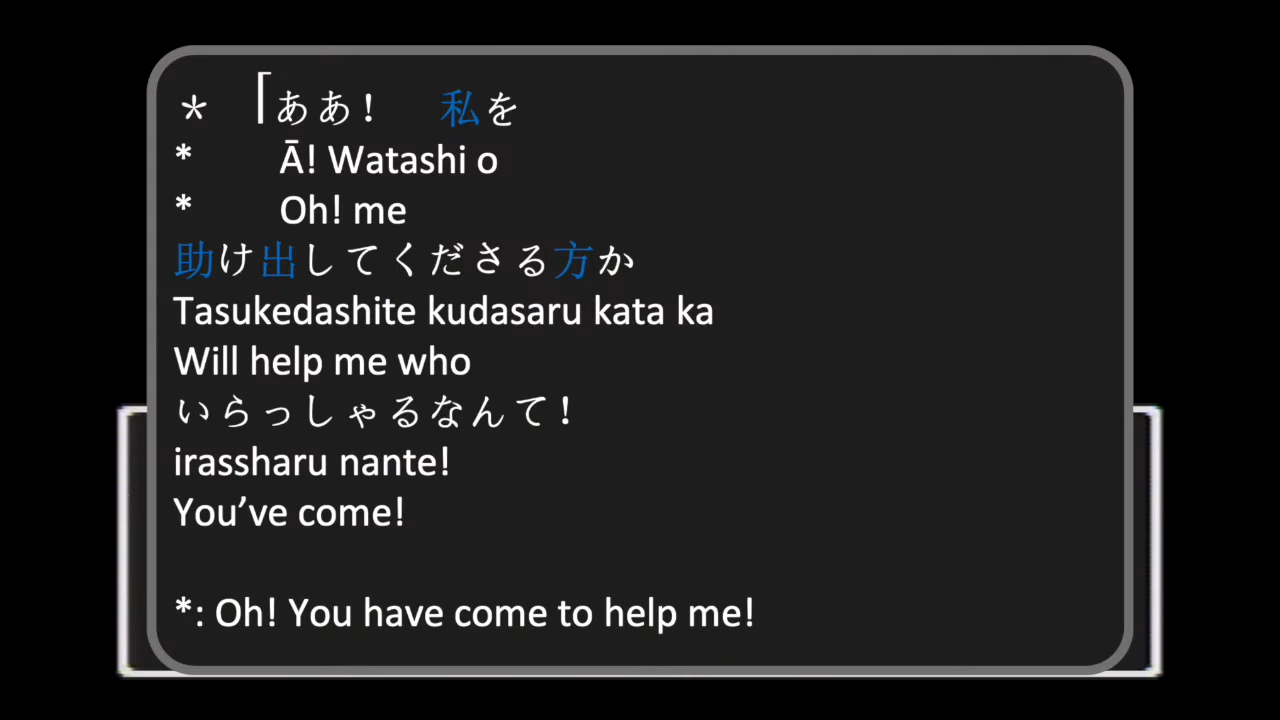 ＊　「ああ！　私を
* Ā! Watashi o
* Oh! me
助け出してくださる方か
Tasukedashite kudasaru kata ka
Will help me who
いらっしゃるなんて！
irassharu nante!
You’ve come!
*: Oh! You have come to help me!